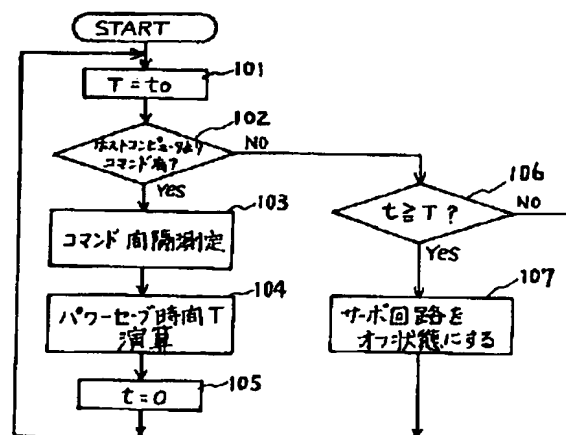 START
101
T=to
102
ホストコンピュータより
コマンド有?
NO
Yes
103
コマンド間隔測定
104
パワーセーブ時間T
演算
105
t=0
106
t≧T?
NO
Yes
107
サーボ回路を
オフ状態にする